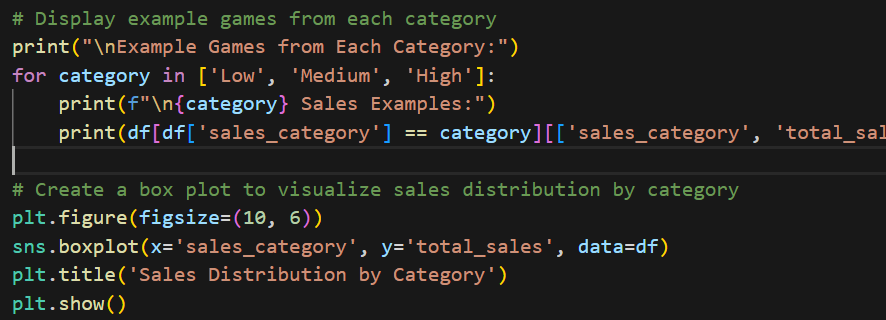 # Display example games from each category
print("\nExample Games from Each Category:")
for category in ['Low', 'Medium', 'High']:
    print(f"\n{category} Sales Examples:")
    print(df[df['sales_category'] == category][['sales_category', 'total_sal
# Create a box plot to visualize sales distribution by category
plt.figure(figsize=(10, 6))
sns.boxplot(x='sales_category', y='total_sales', data=df)
plt.title('Sales Distribution by Category')
plt.show()